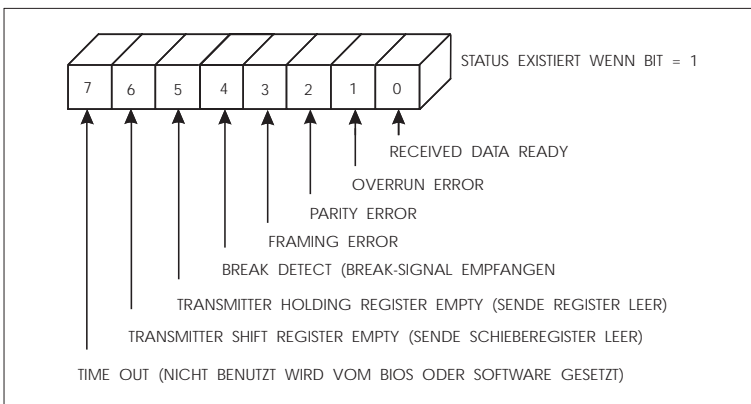 STATUS EXISTIERT WENN BIT = 1
7 6 5 4 3 2 1 0
RECEIVED DATA READY
OVERRUN ERROR
PARITY ERROR
FRAMING ERROR
BREAK DETECT (BREAK-SIGNAL EMPFANGEN
TRANSMITTER HOLDING REGISTER EMPTY (SENDE REGISTER LEER)
TRANSMITTER SHIFT REGISTER EMPTY (SENDE SCHIEBEREGISTER LEER)
TIME OUT (NICHT BENUTZT WIRD VOM BIOS ODER SOFTWARE GESETZT)